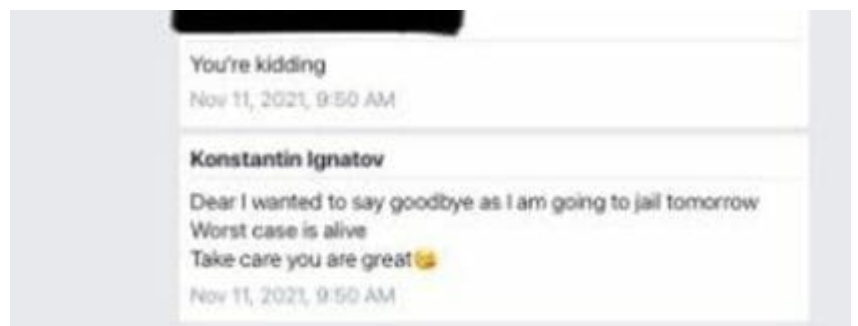 You're kidding
Nov 11, 2021, 9:50 AM
Konstantin Ignatov
Dear I wanted to say goodbye as I am going to jail tomorrow
Worst case is alive
Take care you are great😘
Nov 11, 2021, 9:50 AM